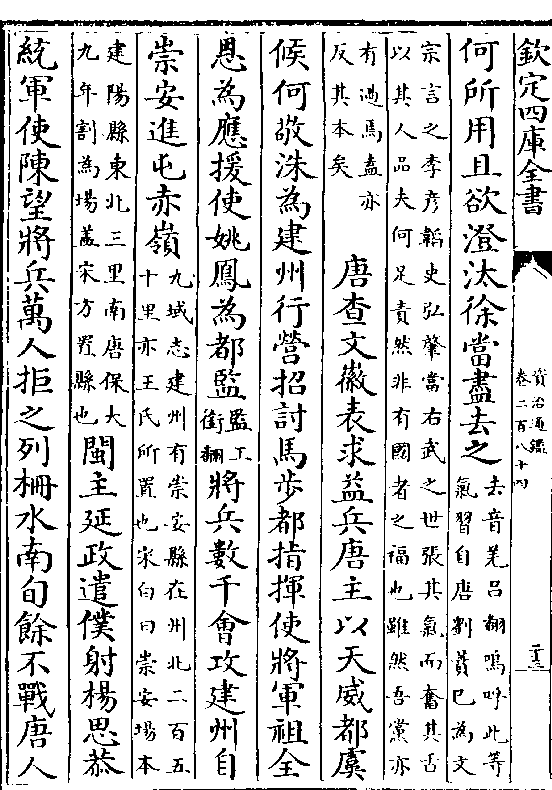 欽定四庫全書
資治通鑑
卷二百八十四
何所用且欲澄汰徐當盡去之
去音羌呂翻嗚呼此等
氣習自唐劉蕡已為文
宗言之李彦韜史弘肇當右武之世張其氣而奮其舌
以其人品夫何足責然非有國者之福也雖然吾黨亦
有過焉盍亦
反其本矣
唐查文徽表求益兵唐主以天威都虞
候何敬洙為建州行營招討馬步都指揮使將軍祖全
恩為應援使姚鳳為都監
監工
銜翻
將兵數千會攻建州自
崇安進屯赤嶺
九域志建州有崇安縣在州北二百五
十里亦王氏所置也宋白曰崇安場本
建陽縣東北三里南唐保大
九年割為場葢宋方置縣也
閩主延政遣僕射楊思恭
統軍使陳望將兵萬人拒之列柵水南旬餘不戰唐人